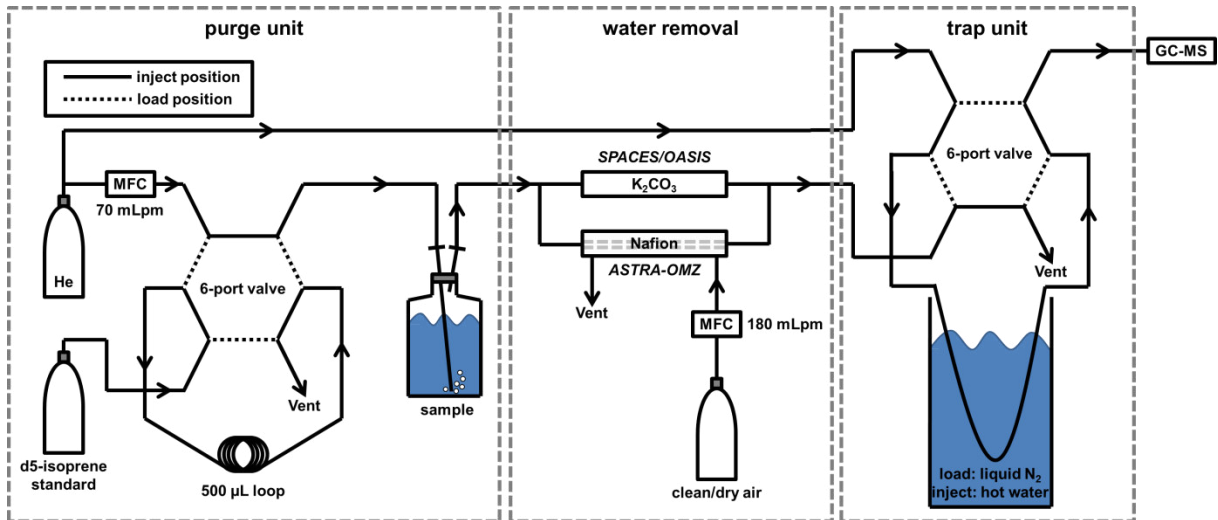 purge unit
water removal
trap unit
inject position
load position
GC-MS
MFC
70 mLpm
He
6-port valve
SPACES/OASIS
K₂CO₃
Nafion
ASTRA-OMZ
Vent
MFC
180 mLpm
6-port valve
Vent
Vent
sample
d5-isoprene
standard
500 µL loop
clean/dry air
load: liquid N₂
inject: hot water